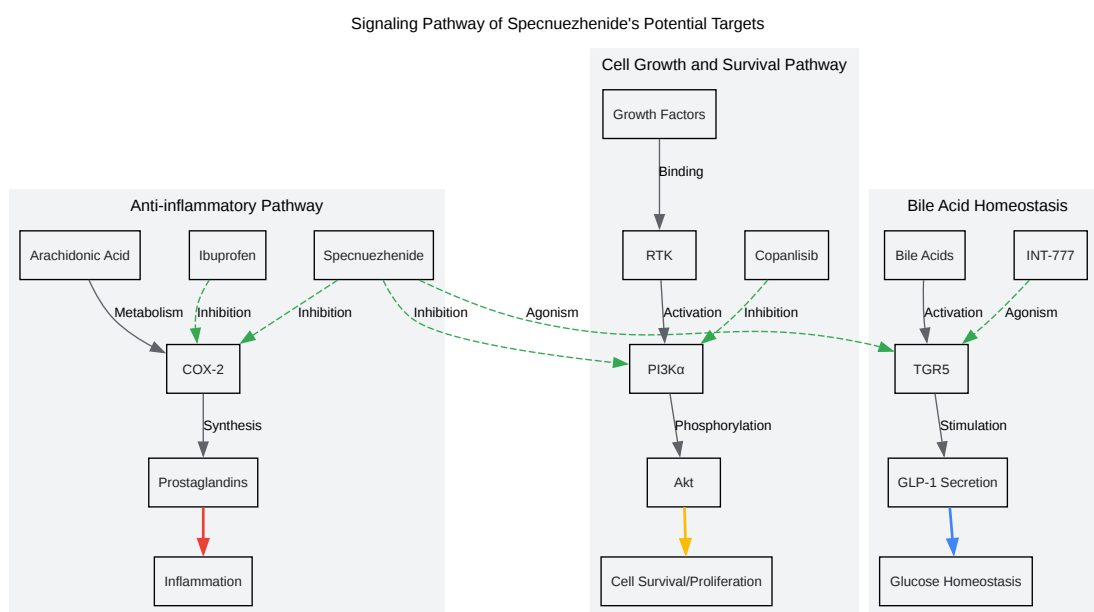 Signaling Pathway of Specnuezhenide's Potential Targets
Cell Growth and Survival Pathway
Growth Factors
Binding
Anti-inflammatory Pathway
Bile Acid Homeostasis
Arachidonic Acid
Ibuprofen
Specnuezhenide
RTK
Copanlisib
Bile Acids
INT-777
Metabolism
Inhibition
Inhibition
Inhibition
Agonism
Activation
Inhibition
Activation
Agonism
COX-2
PI3Kα
TGR5
Synthesis
Phosphorylation
Stimulation
Prostaglandins
Akt
GLP-1 Secretion
Inflammation
Cell Survival/Proliferation
Glucose Homeostasis